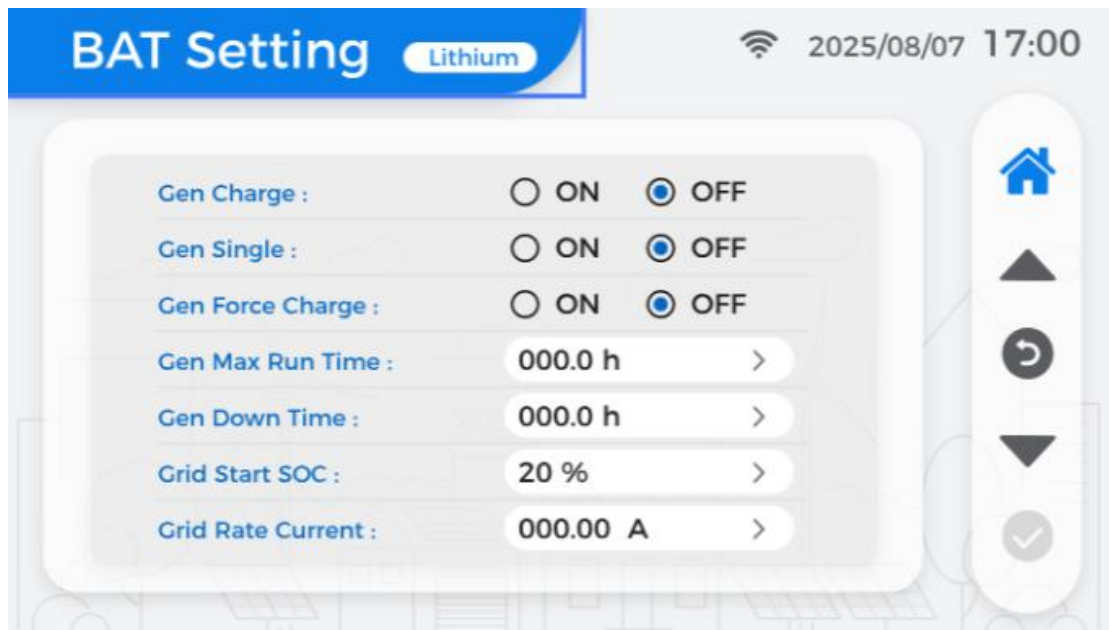 BAT Setting Lithium 2025/08/07 17:00
Gen Charge : ON OFF
Gen Single : ON OFF
Gen Force Charge : ON OFF
Gen Max Run Time : 000.0 h
Gen Down Time : 000.0 h
Grid Start SOC : 20 %
Grid Rate Current : 000.00 A